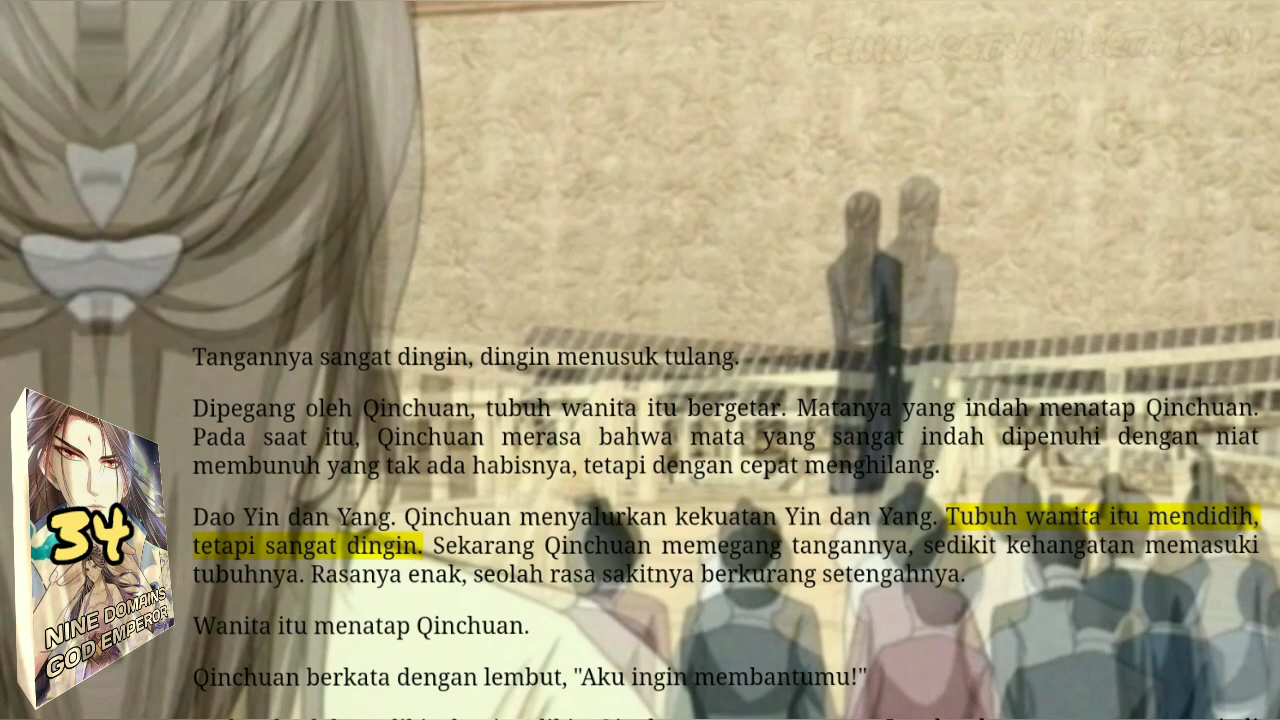 PENINGKATAN HARTA ROH
Tangannya sangat dingin, dingin menusuk tulang.
Dipegang oleh Qinchuan, tubuh wanita itu bergetar. Matanya yang indah menatap Qinchuan.
Pada saat itu, Qinchuan merasa bahwa mata yang sangat indah dipenuhi dengan niat
membunuh yang tak ada habisnya, tetapi dengan cepat menghilang.
Dao Yin dan Yang. Qinchuan menyalurkan kekuatan Yin dan Yang. Tubuh wanita itu mendidih,
tetapi sangat dingin. Sekarang Qinchuan memegang tangannya, sedikit kehangatan memasuki
tubuhnya. Rasanya enak, seolah rasa sakitnya berkurang setengahnya.
Wanita itu menatap Qinchuan.
Qinchuan berkata dengan lembut, "Aku ingin membantumu!"
34
NINE DOMAINS
GOD EMPEROR